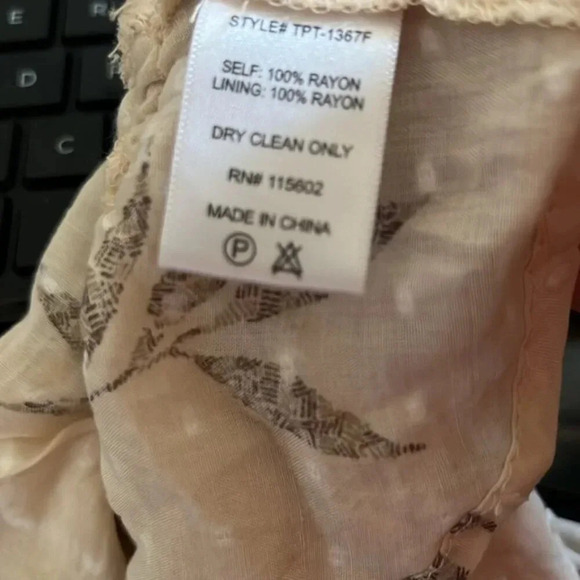 STYLE# TPT-1367F
SELF: 100% RAYON
LINING: 100% RAYON
DRY CLEAN ONLY
RN# 115602
MADE IN CHINA
P
E
D
C